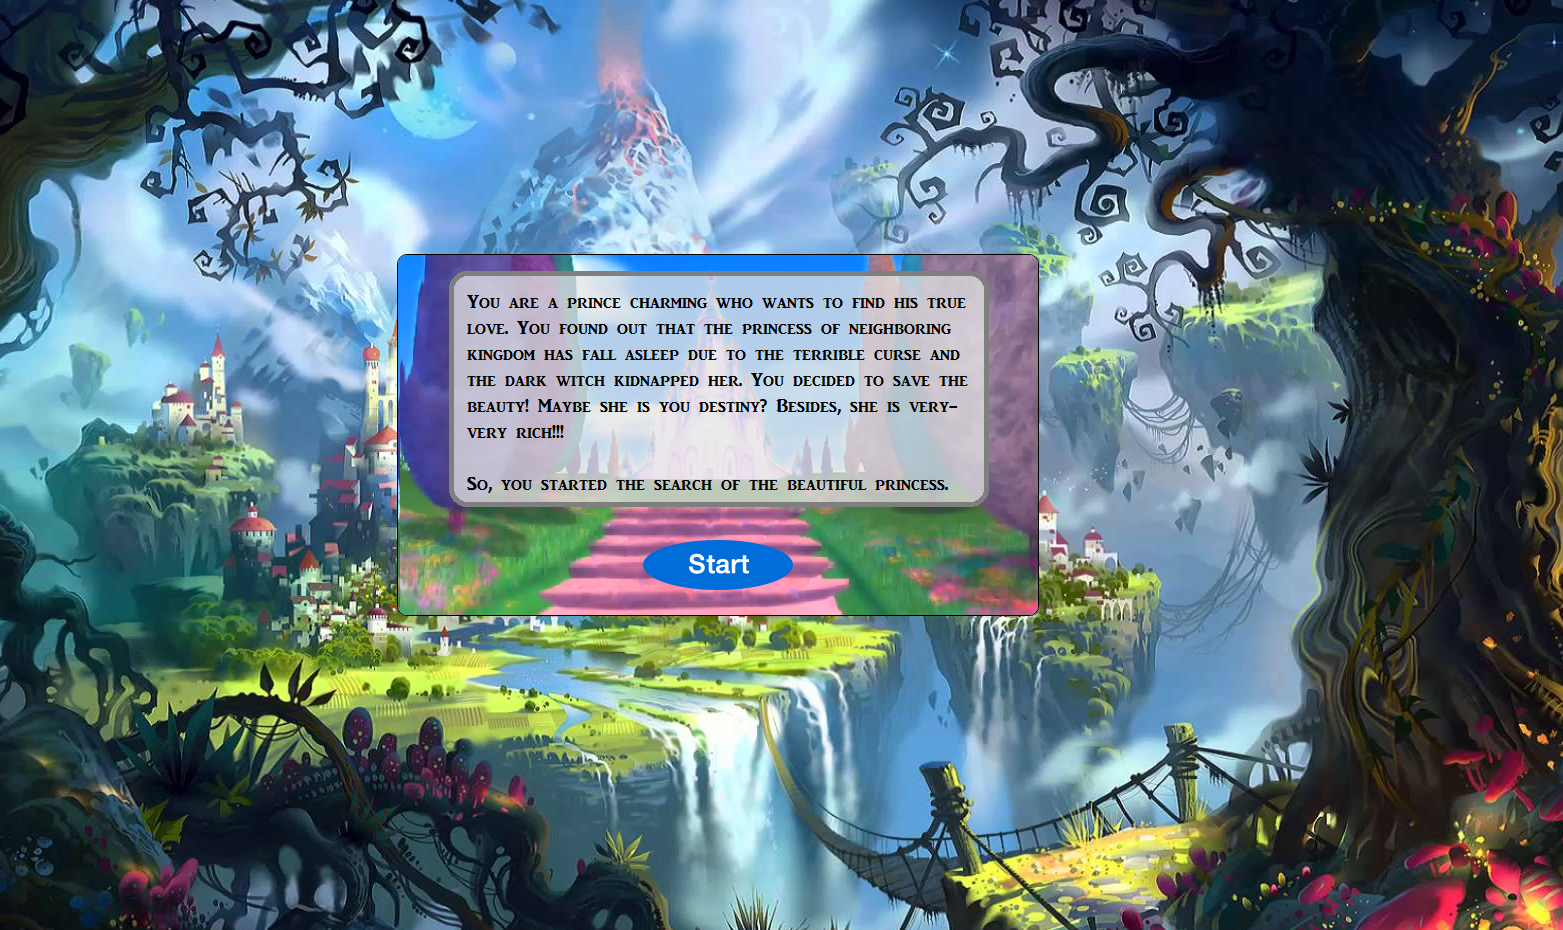 You are a prince charming who wants to find his true
love. You found out that the princess of neighboring
kingdom has fall asleep due to the terrible curse and
the dark witch kidnapped her. You decided to save the
beauty! Maybe she is you destiny? Besides, she is very-
very rich!!!
So, you started the search of the beautiful princess.
Start